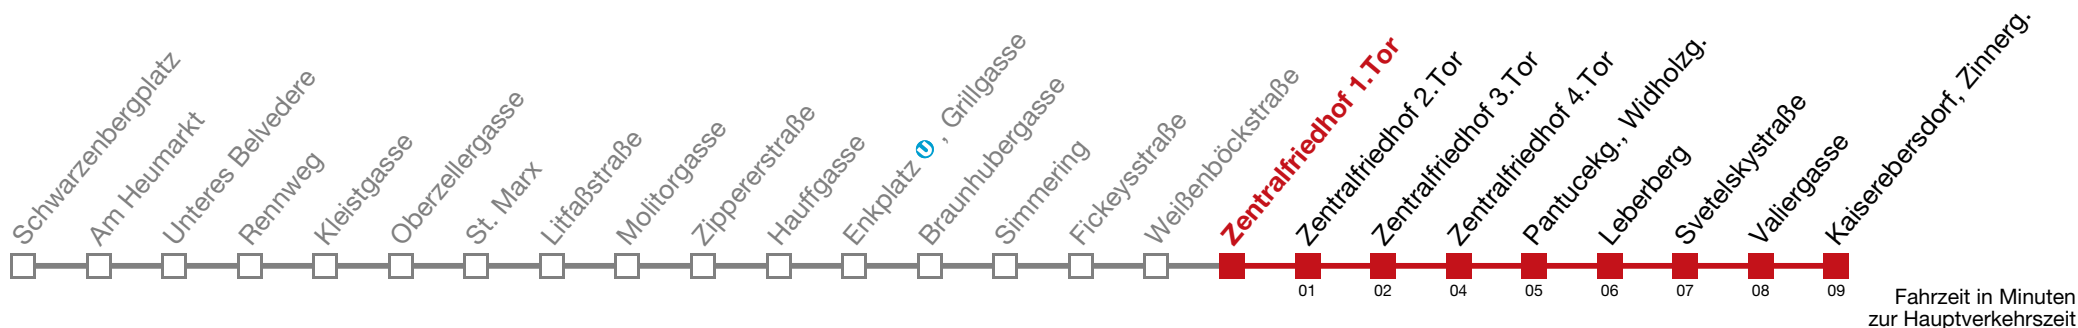 Schwarzenbergplatz
Am Heumarkt
Unteres Belvedere
Rennweg
Kleistgasse
Oberzellergasse
St. Marx
Litfaßstraße
Molitorgasse
Zippererstraße
Hauffgasse
Enkplatz U, Grillgasse
Braunhubergasse
Simmering
Fickeysstraße
Weißenböckstraße
Zentralfriedhof 1.Tor
Zentralfriedhof 2.Tor
Zentralfriedhof 3.Tor
Zentralfriedhof 4.Tor
Pantucekg., Widholzg.
Leberberg
Svetelskystraße
Valiergasse
Kaiserebersdorf, Zinnerg.
01 02 04 05 06 07 08 09
Fahrzeit in Minuten
zur Hauptverkehrszeit